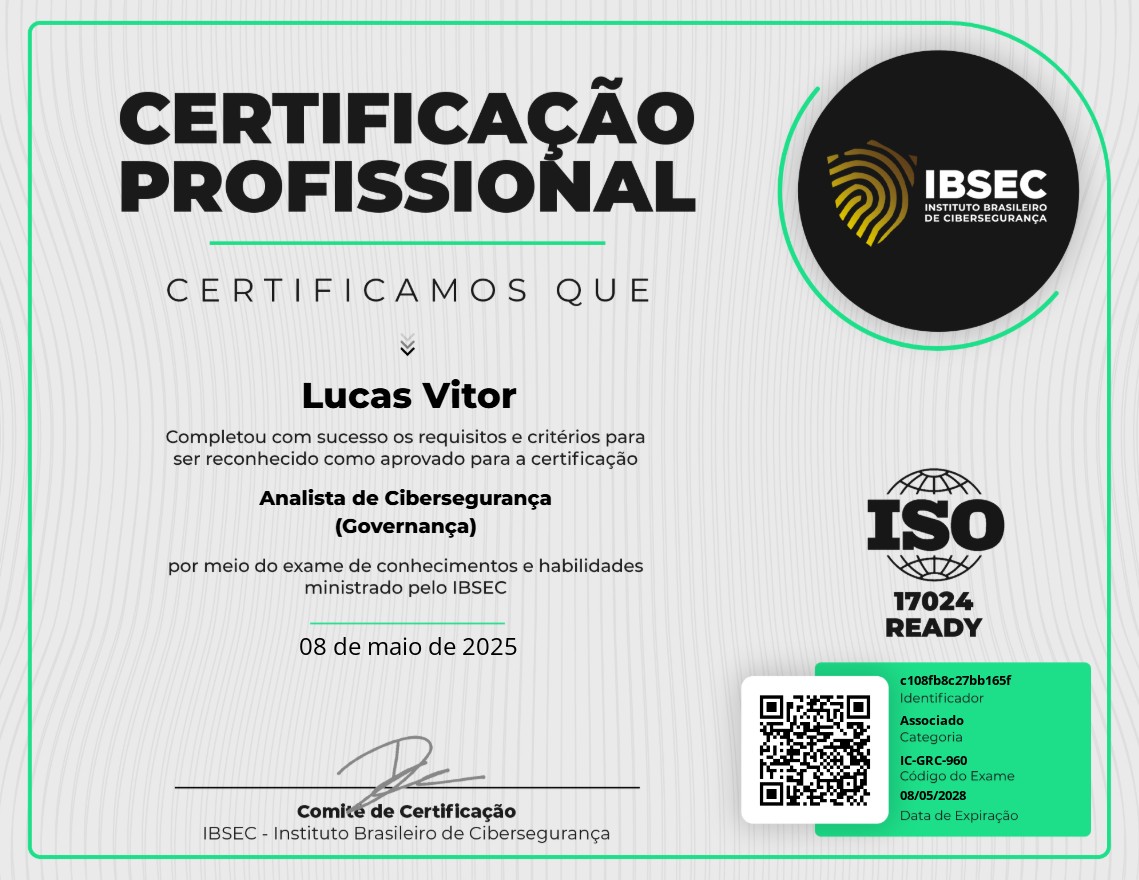 CERTIFICAÇÃO
PROFISSIONAL
IBSEC
INSTITUTO BRASILEIRO
DE CIBERSEGURANÇA
CERTIFICAMOS QUE
Lucas Vitor
Completou com sucesso os requisitos e critérios para
ser reconhecido como aprovado para a certificação
Analista de Cibersegurança
(Governança)
por meio do exame de conhecimentos e habilidades
ministrado pelo IBSEC
08 de maio de 2025
ISO
17024
READY
c108fb8c27bb165f
Identificador
Associado
Categoria
IC-GRC-960
Código do Exame
08/05/2028
Data de Expiração
Comitê de Certificação
IBSEC - Instituto Brasileiro de Cibersegurança